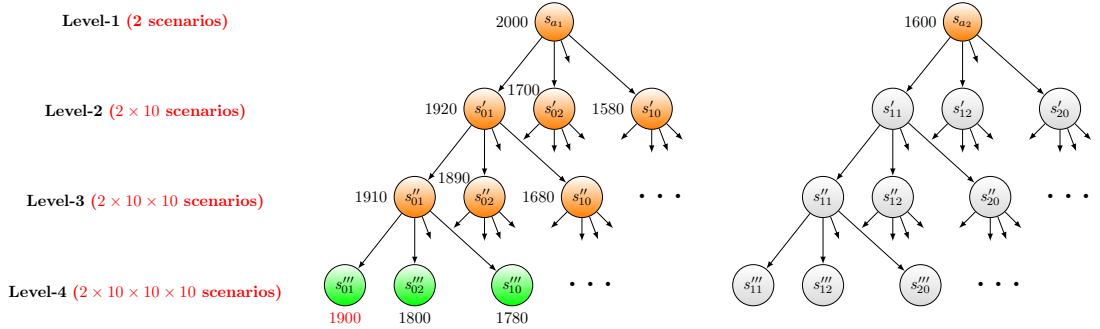 Level-1 (2 scenarios) 2000 s_{a_1} 1600 s_{a_2}
1700
Level-2 (2 × 10 scenarios) 1920 s'_{01} s'_{02} 1580 s'_{10} s'_{11} s'_{12} s'_{20}
1890
Level-3 (2 × 10 × 10 scenarios) 1910 s''_{01} s''_{02} 1680 s''_{10} • • • s''_{11} s''_{12} s''_{20} • • •
Level-4 (2 × 10 × 10 × 10 scenarios) s'''_{01} s'''_{02} s'''_{10} • • • s'''_{11} s'''_{12} s'''_{20} • • •
1900 1800 1780